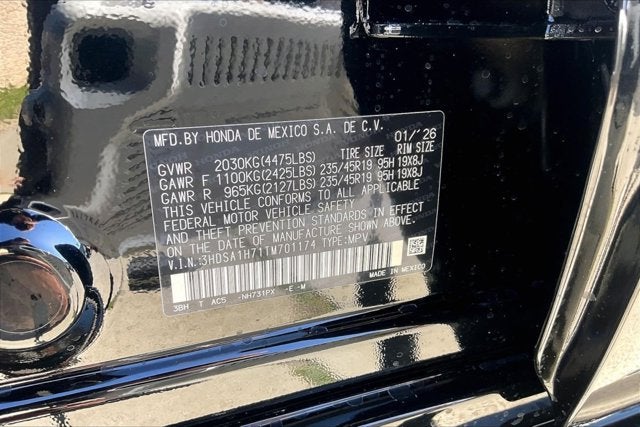 MFD.BY HONDA DE MEXICO S.A. DE C.V. 01/'26
GVWR 2030KG(4475LBS) TIRE SIZE RIM SIZE
GAWR F 1100KG(2425LBS) 235/45R19 95H 19X8J
GAWR R 965KG(2127LBS) 235/45R19 95H 19X8J
THIS VEHICLE CONFORMS TO ALL APPLICABLE
FEDERAL MOTOR VEHICLE SAFETY
AND THEFT PREVENTION STANDARDS IN EFFECT
ON THE DATE OF MANUFACTURE SHOWN ABOVE.
V.I.N.:3HDSA1H71TM701174 TYPE:MPV
MADE IN MEXICO
3BH T AC5 -NH731PX -E-M